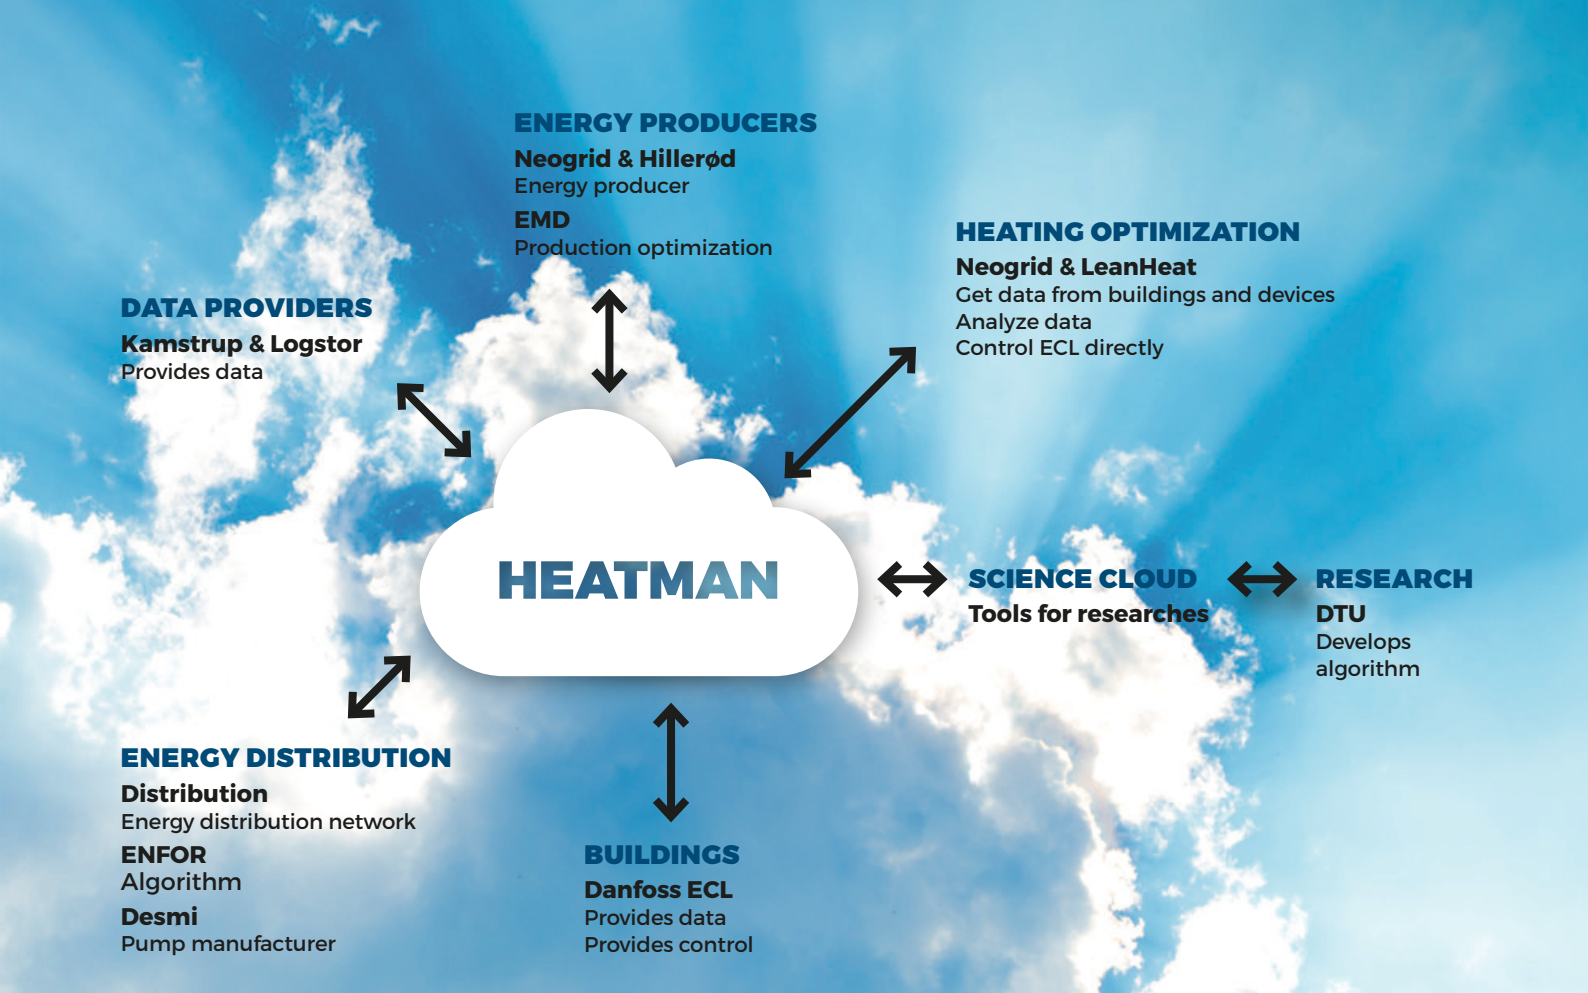 ENERGY PRODUCERS
Neogrid & Hillerød
Energy producer
EMD
Production optimization
HEATING OPTIMIZATION
Neogrid & LeanHeat
Get data from buildings and devices
Analyze data
Control ECL directly
DATA PROVIDERS
Kamstrup & Logstor
Provides data
HEATMAN
SCIENCE CLOUD
Tools for researches
RESEARCH
DTU
Develops
algorithm
ENERGY DISTRIBUTION
Distribution
Energy distribution network
ENFOR
Algorithm
Desmi
Pump manufacturer
BUILDINGS
Danfoss ECL
Provides data
Provides control